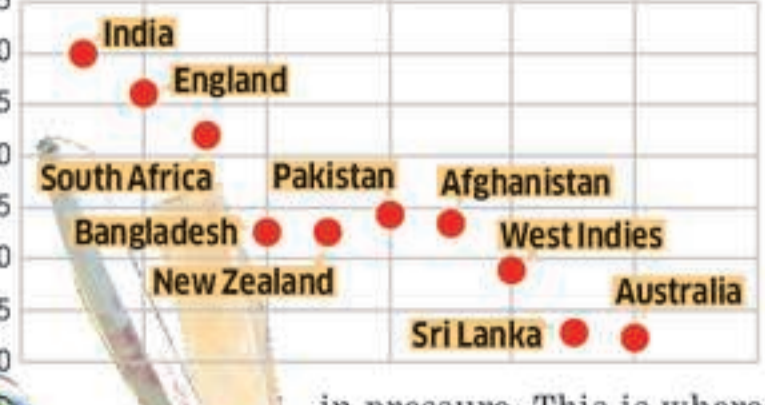 India
England
South Africa
Pakistan
Afghanistan
Bangladesh
West Indies
New Zealand
Australia
Sri Lanka
in pressure. This is where